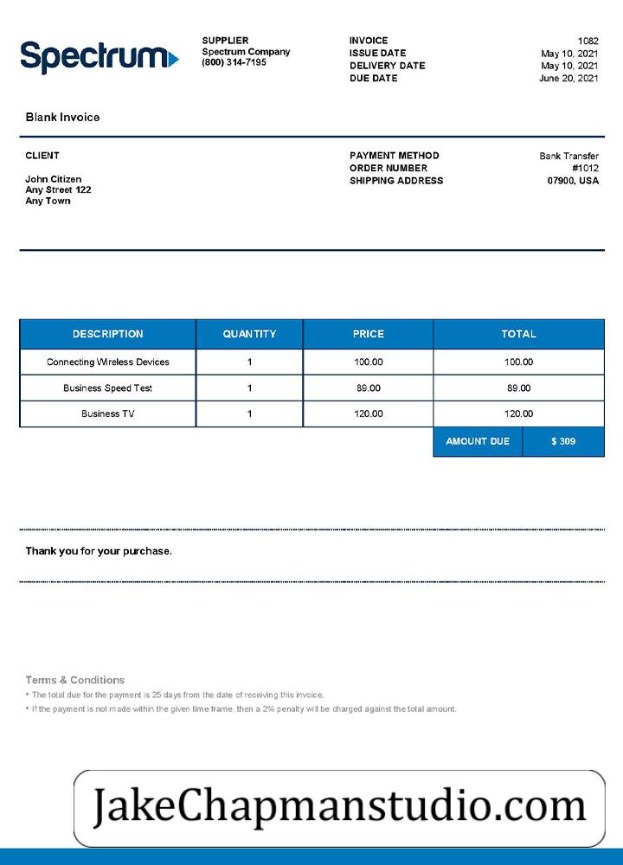 Spectrum
SUPPLIER
Spectrum Company
(800) 314-7195
INVOICE 1082
ISSUE DATE May 10, 2021
DELIVERY DATE May 10, 2021
DUE DATE June 20, 2021
Blank Invoice
CLIENT
John Citizen
Any Street 122
Any Town
PAYMENT METHOD Bank Transfer
ORDER NUMBER #1012
SHIPPING ADDRESS 07900, USA
DESCRIPTION QUANTITY PRICE TOTAL
Connecting Wireless Devices 1 100.00 100.00
Business Speed Test 1 89.00 89.00
Business TV 1 120.00 120.00
AMOUNT DUE $ 309
Thank you for your purchase.
Terms & Conditions
* The total due for the payment is 25 days from the date of receiving this invoice.
* If the payment is not made within the given time frame, then a 2% penalty will be charged against the total amount.
JakeChapmanstudio.com